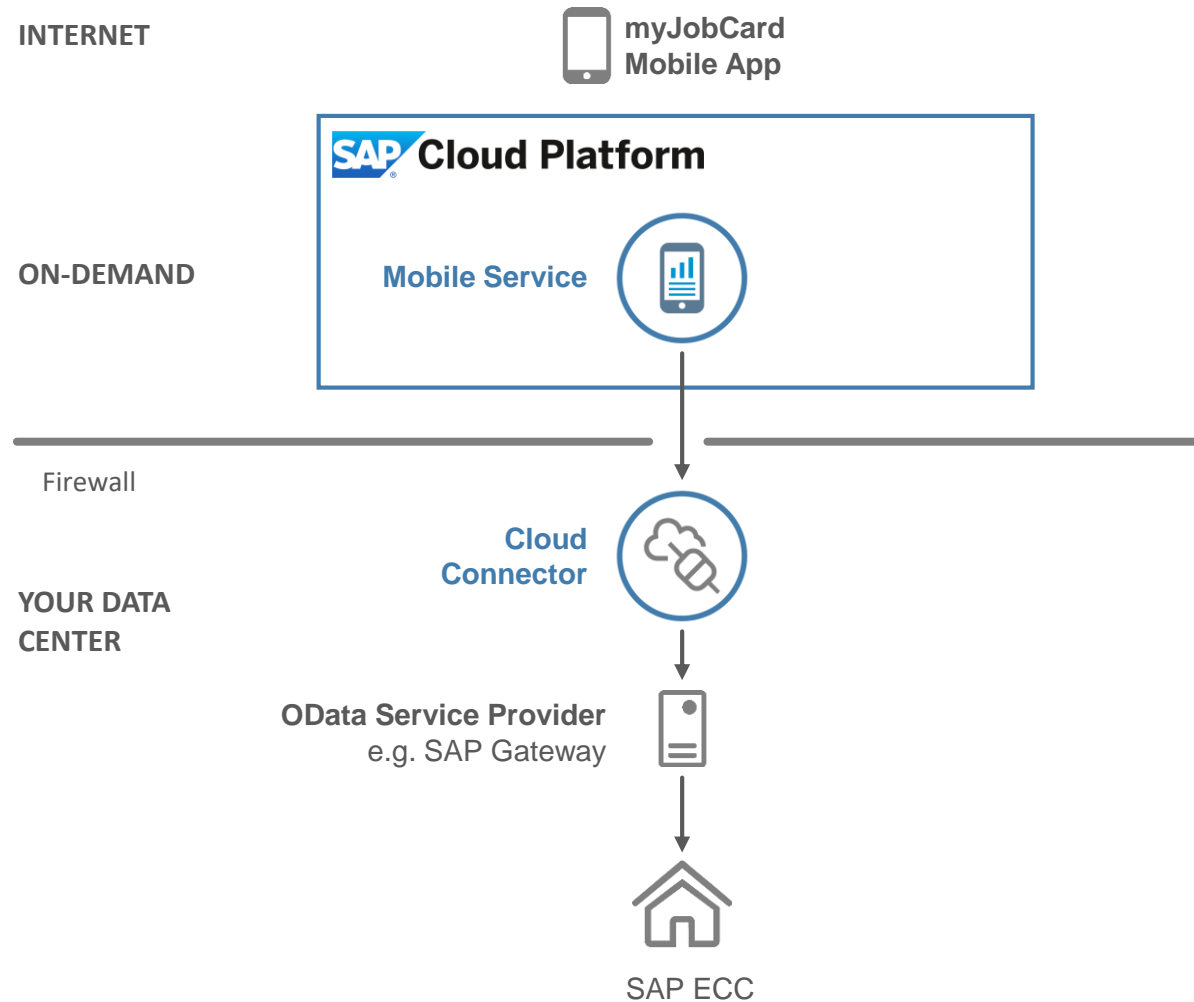 INTERNET
myJobCard
Mobile App
SAP® Cloud Platform
ON-DEMAND
Mobile Service
Firewall
Cloud
Connector
YOUR DATA
CENTER
OData Service Provider
e.g. SAP Gateway
SAP ECC